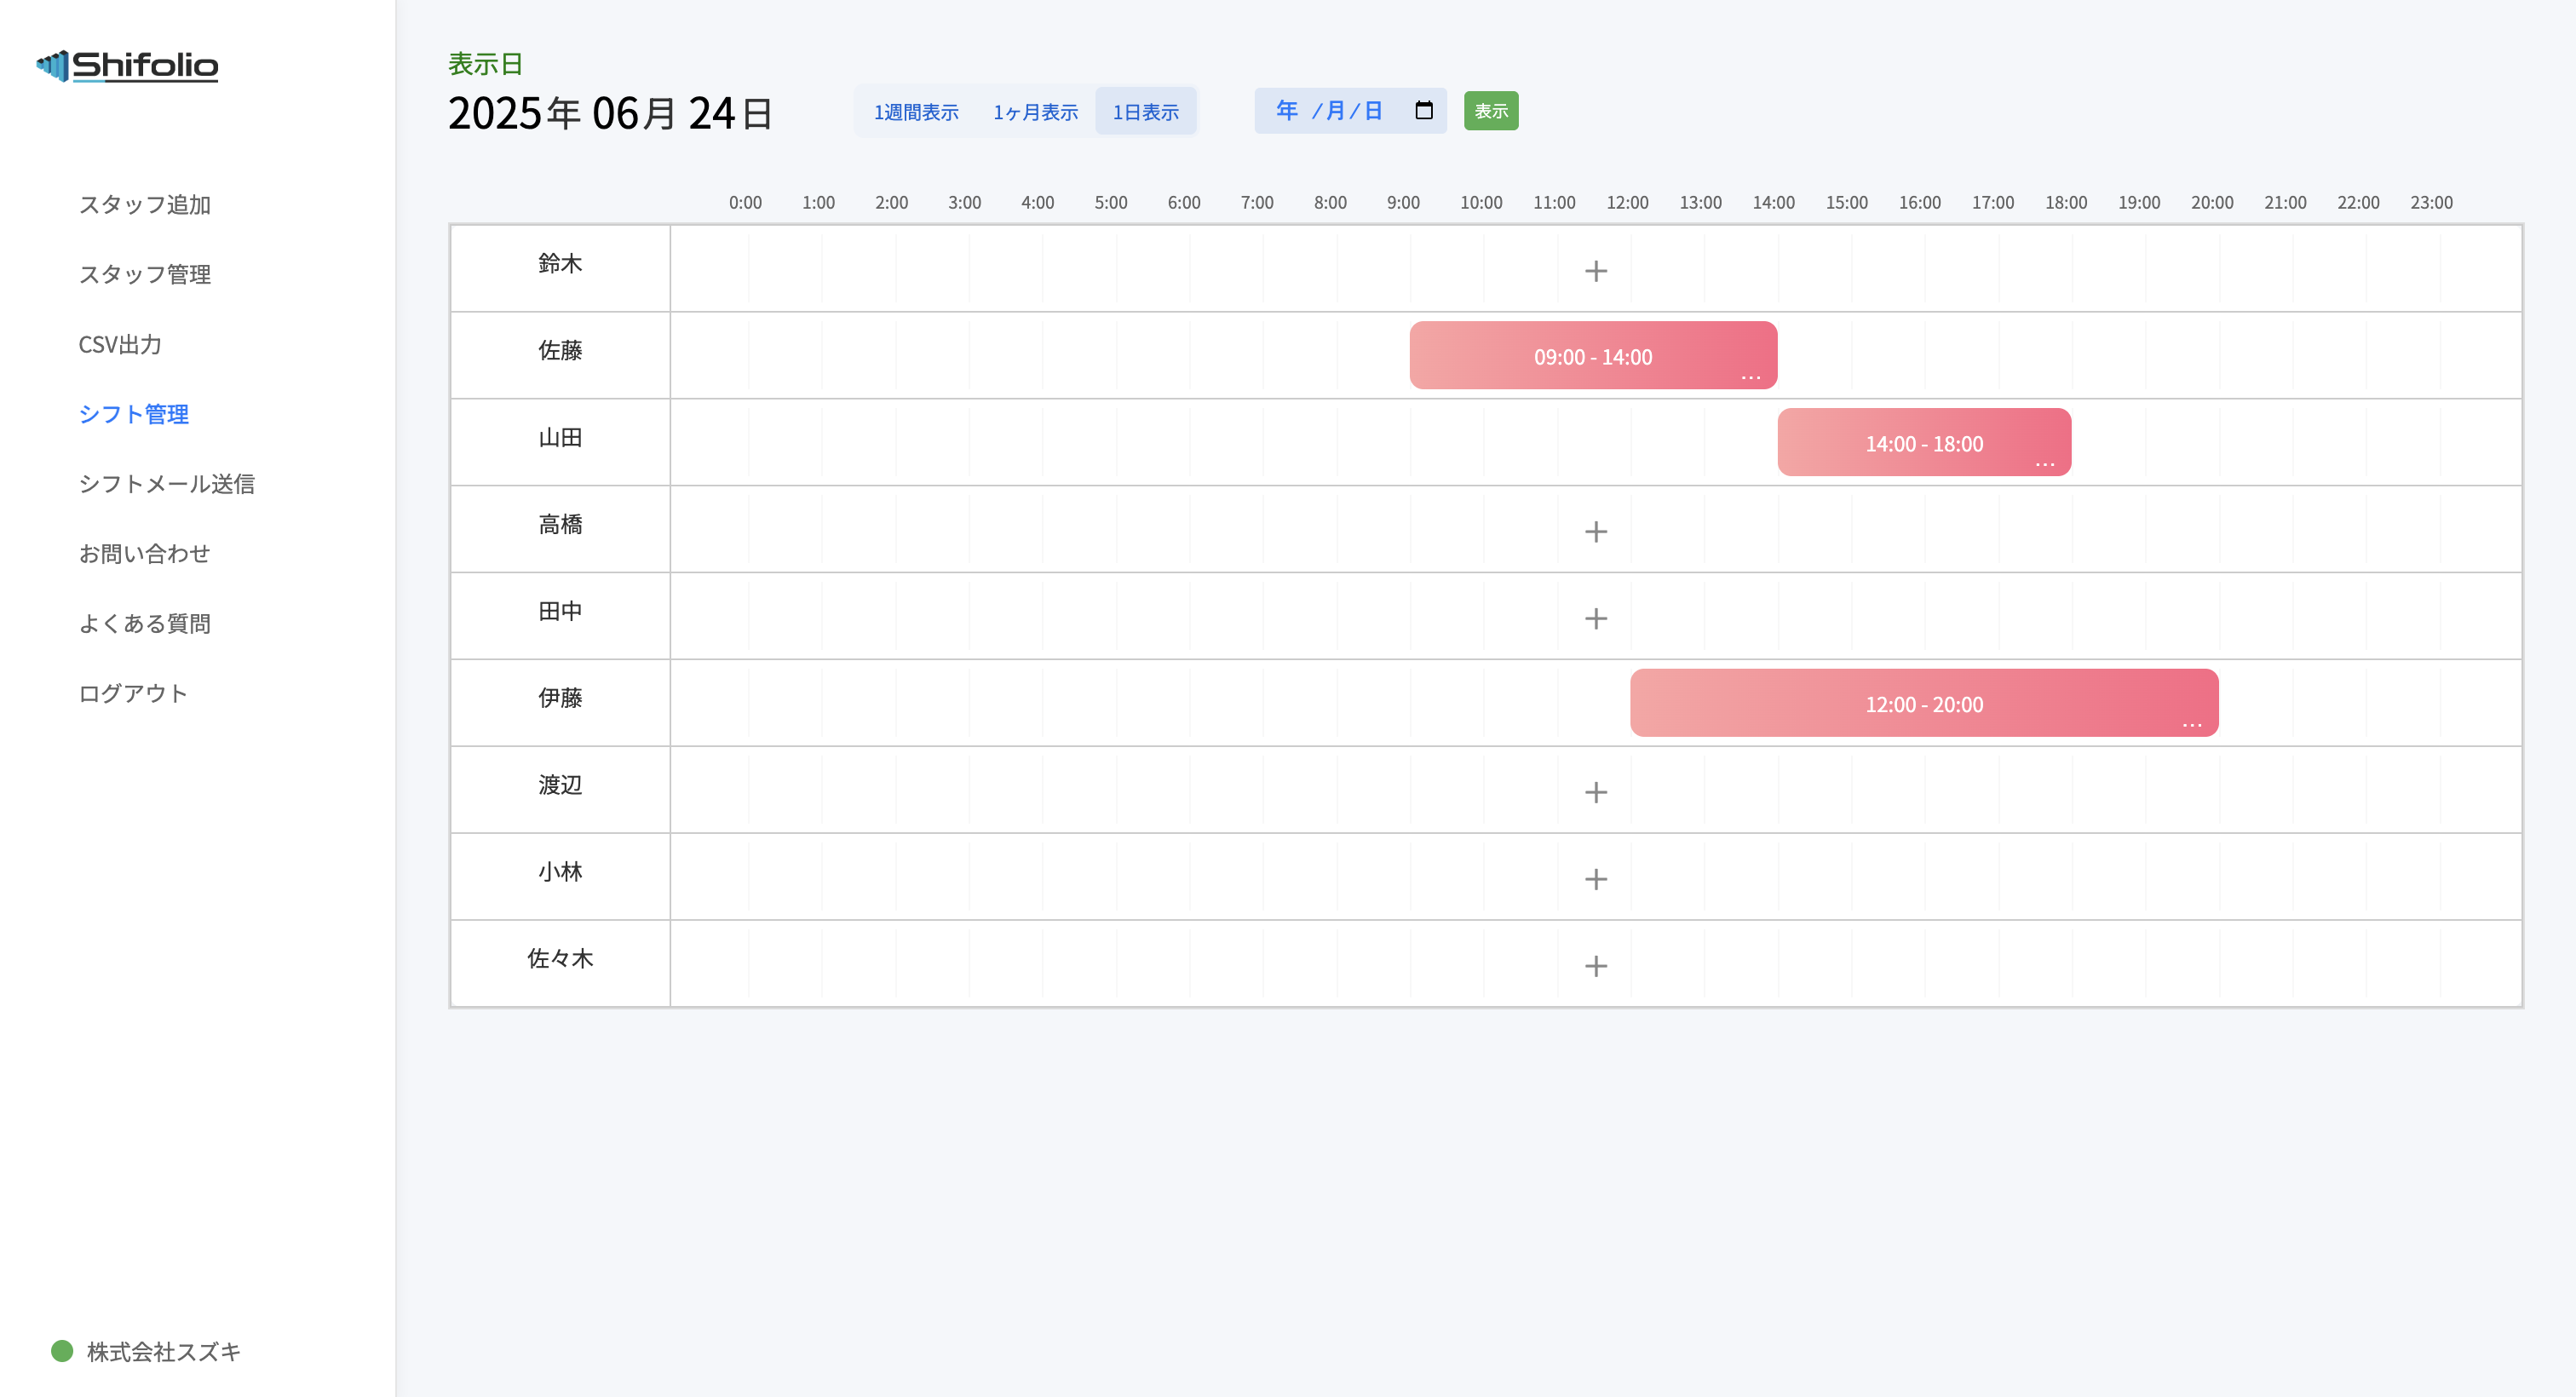 Shifolio
スタッフ追加
スタッフ管理
CSV出力
シフト管理
シフトメール送信
お問い合わせ
よくある質問
ログアウト
株式会社スズキ
表示日
2025年 06月 24日
1週間表示 1ヶ月表示 1日表示 年 /月/日 表示
0:00 1:00 2:00 3:00 4:00 5:00 6:00 7:00 8:00 9:00 10:00 11:00 12:00 13:00 14:00 15:00 16:00 17:00 18:00 19:00 20:00 21:00 22:00 23:00
鈴木 +
佐藤 09:00 - 14:00 ...
山田 14:00 - 18:00 ...
高橋 +
田中 +
伊藤 12:00 - 20:00 ...
渡辺 +
小林 +
佐々木 +